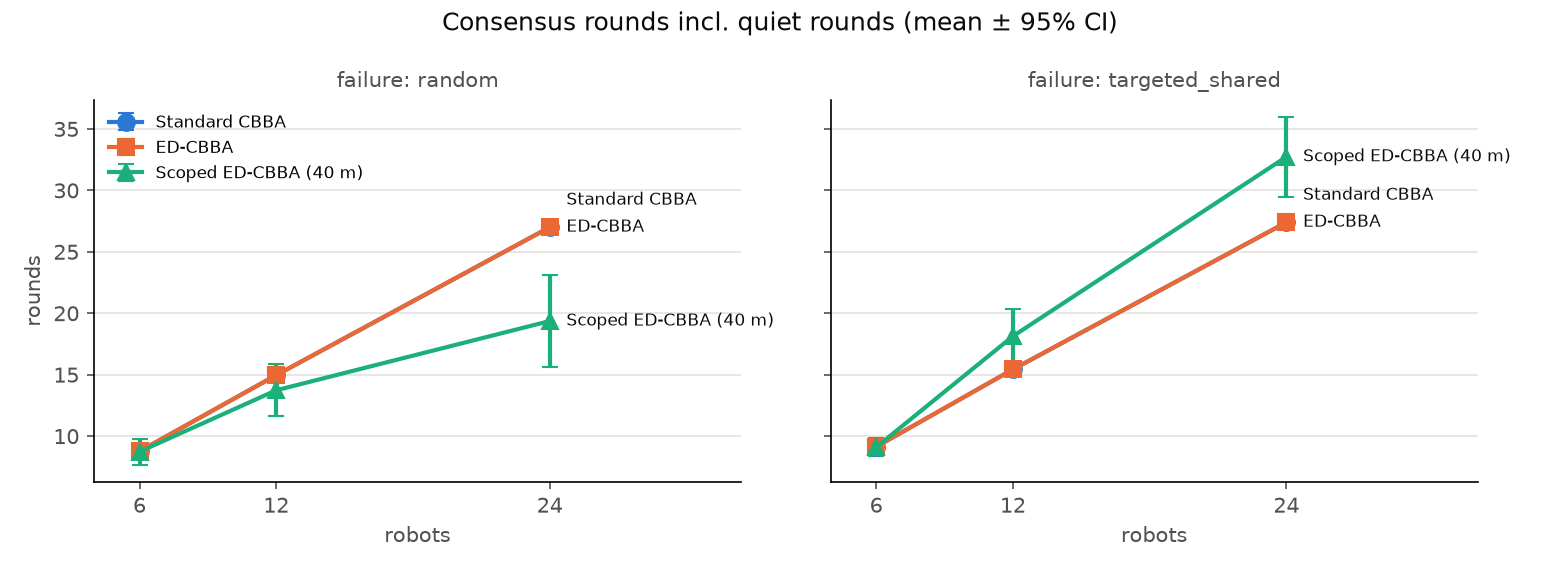 Consensus rounds incl. quiet rounds (mean ± 95% CI)
failure: random
Standard CBBA
ED-CBBA
Scoped ED-CBBA (40 m)
35
30
25
20
15
10
rounds
Standard CBBA
ED-CBBA
Scoped ED-CBBA (40 m)
6
12
24
robots
failure: targeted_shared
Scoped ED-CBBA (40 m)
Standard CBBA
ED-CBBA
6
12
24
robots